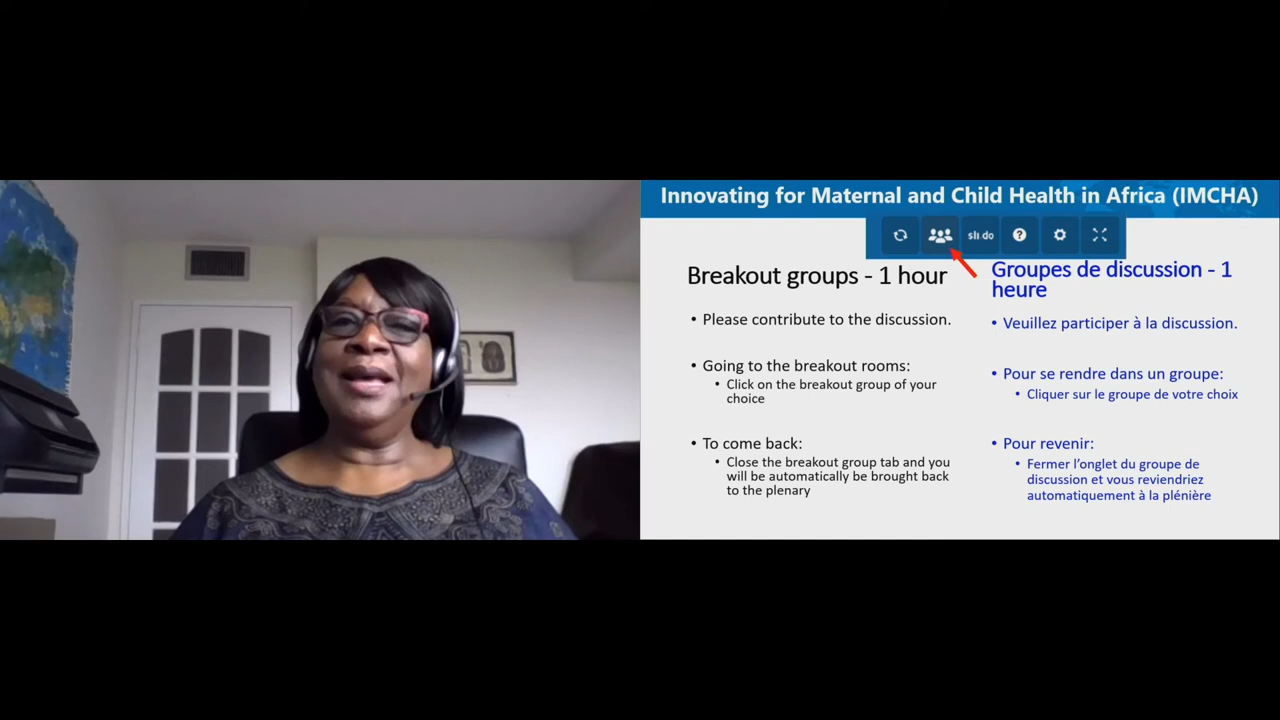 Innovating for Maternal and Child Health in Africa (IMCHA)
sli.do
?
Breakout groups - 1 hour
• Please contribute to the discussion.
• Going to the breakout rooms:
• Click on the breakout group of your
choice
• To come back:
• Close the breakout group tab and you
will be automatically be brought back
to the plenary
Groupes de discussion - 1
heure
• Veuillez participer à la discussion.
• Pour se rendre dans un groupe:
• Cliquer sur le groupe de votre choix
• Pour revenir:
• Fermer l’onglet du groupe de
discussion et vous reviendriez
automatiquement à la plénière